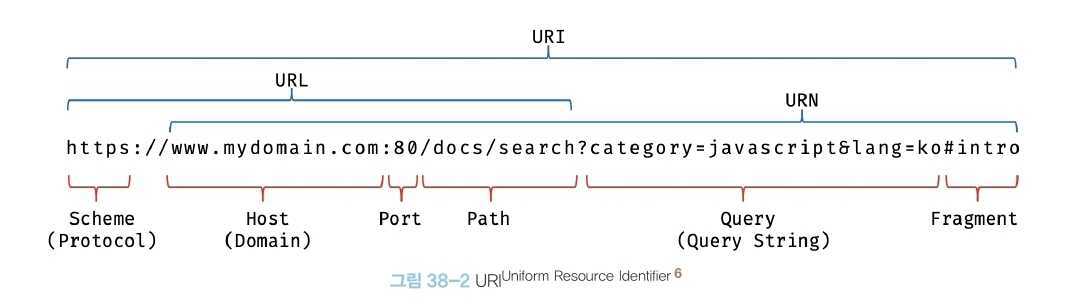 URI
URL
URN
https://www.mydomain.com:80/docs/search?category=javascript&lang=ko#intro
Scheme
(Protocol)
Host
(Domain)
Port
Path
Query
(Query String)
Fragment
그림 38-2 URI Uniform Resource Identifier 6